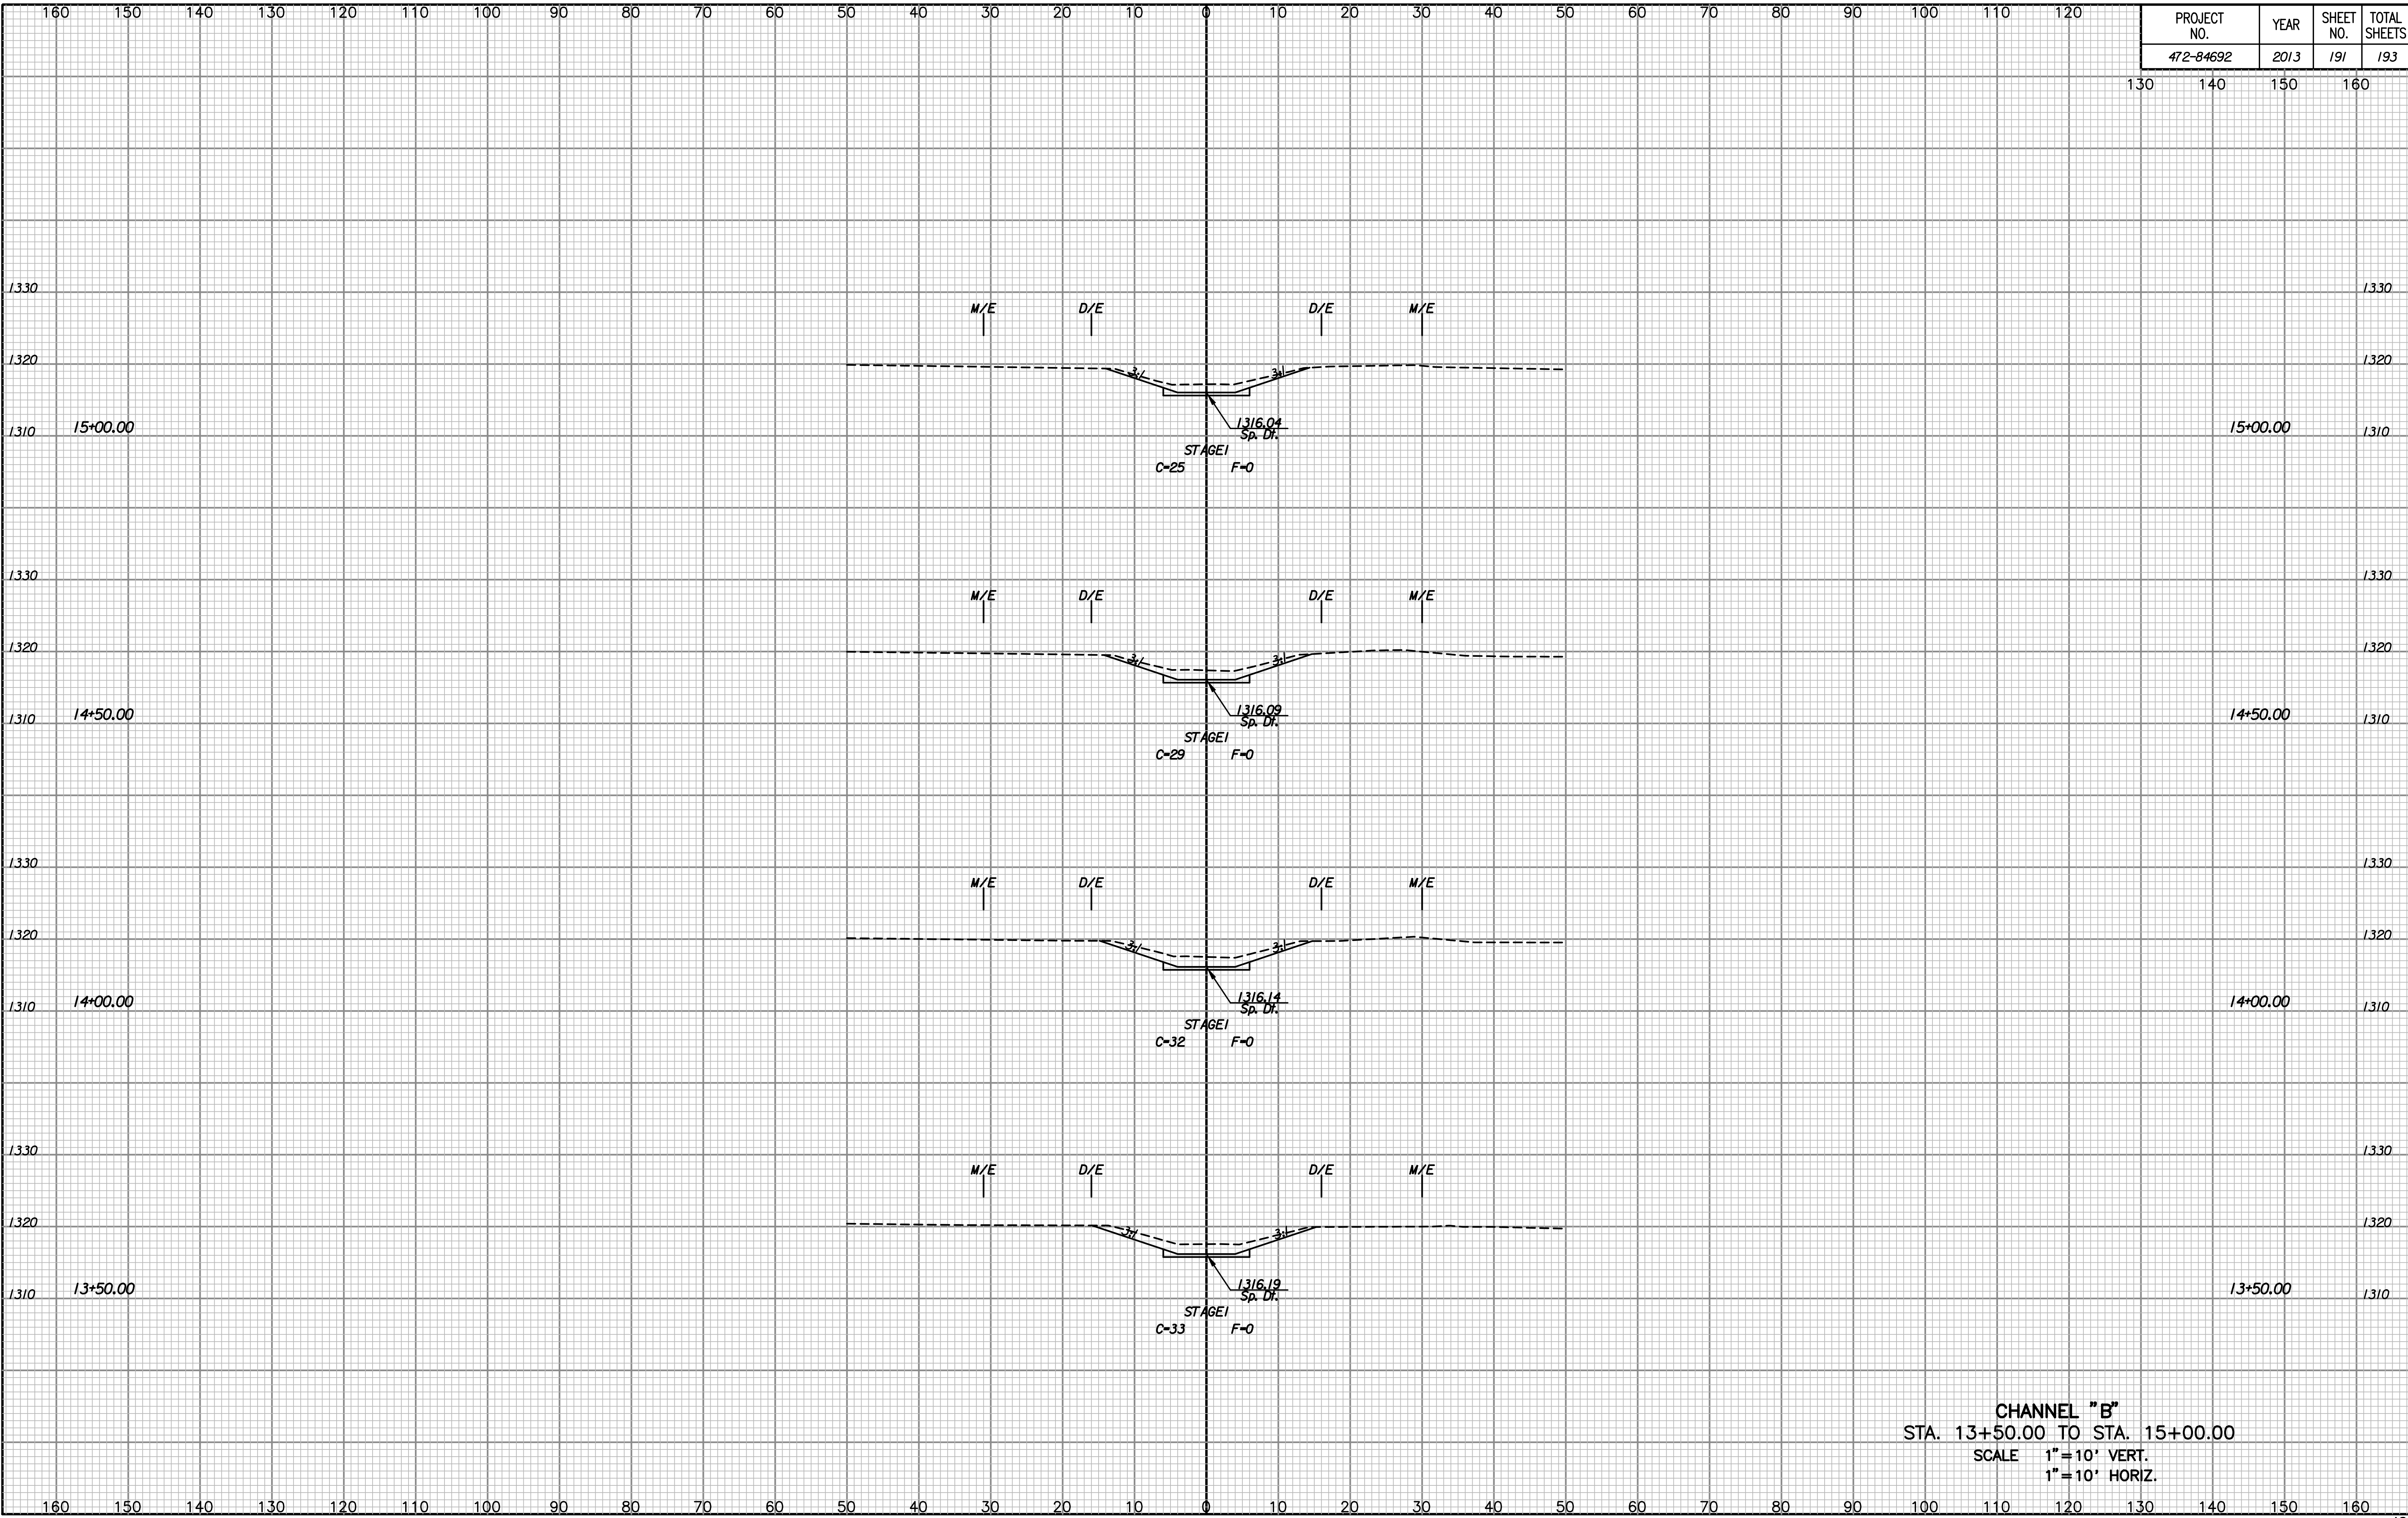 160 150 140 130 120 110 100 90 80 70 60 50 40 30 20 10 0 10 20 30 40 50 60 70 80 90 100 110 120
PROJECT NO. YEAR SHEET NO. TOTAL SHEETS
472-84692 2013 191 193
130 140 150 160
1330 1330
M/E D/E D/E M/E
1320 1320
3:1 3:1
1316.04
Sp. Dt.
1310 15+00.00 15+00.00 1310
STAGE1
C=25 F=0
1330 1330
M/E D/E D/E M/E
1320 1320
3:1 3:1
1316.09
Sp. Dt.
1310 14+50.00 14+50.00 1310
STAGE1
C=29 F=0
1330 1330
M/E D/E D/E M/E
1320 1320
3:1 3:1
1316.14
Sp. Dt.
1310 14+00.00 14+00.00 1310
STAGE1
C=32 F=0
1330 1330
M/E D/E D/E M/E
1320 1320
3:1 3:1
1316.19
Sp. Dt.
1310 13+50.00 13+50.00 1310
STAGE1
C=33 F=0
CHANNEL "B"
STA. 13+50.00 TO STA. 15+00.00
SCALE 1"=10' VERT.
1"=10' HORIZ.
160 150 140 130 120 110 100 90 80 70 60 50 40 30 20 10 0 10 20 30 40 50 60 70 80 90 100 110 120 130 140 150 160